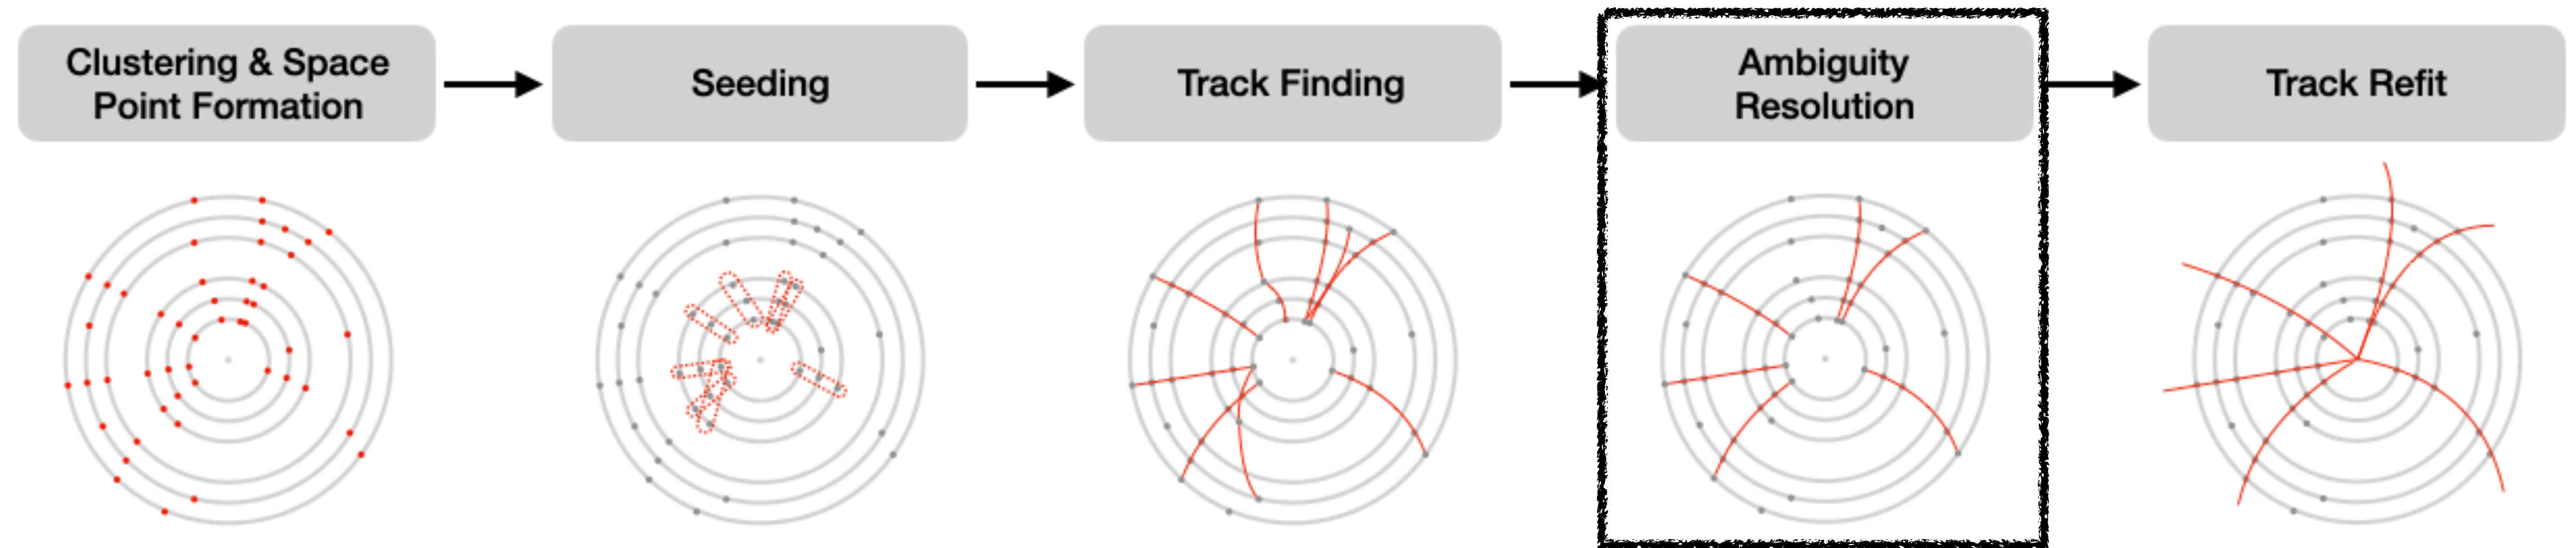 Clustering & Space
Point Formation
Seeding
Track Finding
Ambiguity
Resolution
Track Refit